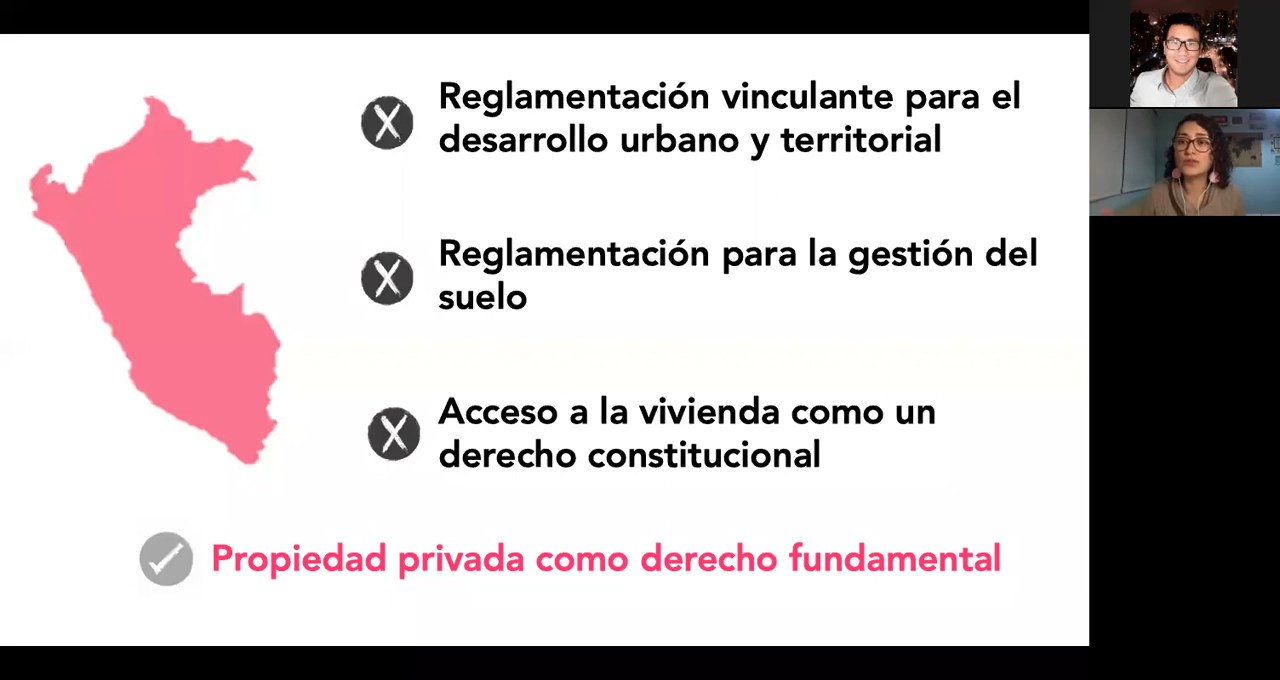 Reglamentación vinculante para el
desarrollo urbano y territorial
Reglamentación para la gestión del
suelo
Acceso a la vivienda como un
derecho constitucional
Propiedad privada como derecho fundamental